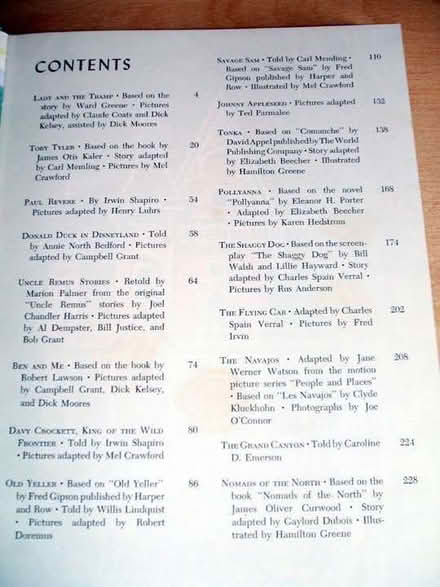 CONTENTS
LADY AND THE TRAMP • Based on the 4
story by Ward Greene • Pictures
adapted by Claude Coats and Dick
Kelsey, assisted by Dick Moores
TOBY TYLER • Based on the book by 20
James Otis Kaler • Story adapted
by Carl Memling • Pictures by Mel
Crawford
PAUL REVERE • By Irwin Shapiro • 54
Pictures adapted by Henry Luhrs
DONALD DUCK IN DISNEYLAND • Told 58
by Annie North Bedford • Pictures
adapted by Campbell Grant
UNCLE REMUS STORIES • Retold by 64
Marion Palmer from the original
"Uncle Remus" stories by Joel
Chandler Harris • Pictures adapted
by Al Dempster, Bill Justice, and
Bob Grant
BEN AND ME • Based on the book by 74
Robert Lawson • Pictures adapted
by Campbell Grant, Dick Kelsey,
and Dick Moores
DAVY CROCKETT, KING OF THE WILD 80
FRONTIER • Told by Irwin Shapiro
• Pictures adapted by Mel Crawford
OLD YELLER • Based on "Old Yeller" 86
by Fred Gipson published by Harper
and Row • Told by Willis Lindquist
• Pictures adapted by Robert
Doremus
SAVAGE SAM • Told by Carl Memling • 110
Based on "Savage Sam" by Fred
Gipson published by Harper and
Row • Illustrated by Mel Crawford
JOHNNY APPLESEED • Pictures adapted 132
by Ted Parmalee
TONKA • Based on "Comanche" by 138
David Appel published by The World
Publishing Company • Story adapted
by Elizabeth Beecher • Illustrated
by Hamilton Greene
POLLYANNA • Based on the novel 168
"Pollyanna" by Eleanor H. Porter
• Adapted by Elizabeth Beecher •
Pictures by Karen Hedstrom
THE SHAGGY DOG • Based on the screen- 174
play "The Shaggy Dog" by Bill
Walsh and Lillie Hayward • Story
adapted by Charles Spain Verral •
Pictures by Rus Anderson
THE FLYING CAR • Adapted by Charles 202
Spain Verral • Pictures by Fred
Irvin
THE NAVAJOS • Adapted by Jane 208
Werner Watson from the motion
picture series "People and Places"
• Based on "Les Navajos" by Clyde
Kluckhohn • Photographs by Joe
O'Connor
THE GRAND CANYON • Told by Caroline 224
D. Emerson
NOMADS OF THE NORTH • Based on the 228
book "Nomads of the North" by
James Oliver Curwood • Story
adapted by Gaylord Dubois • Illus-
trated by Hamilton Greene